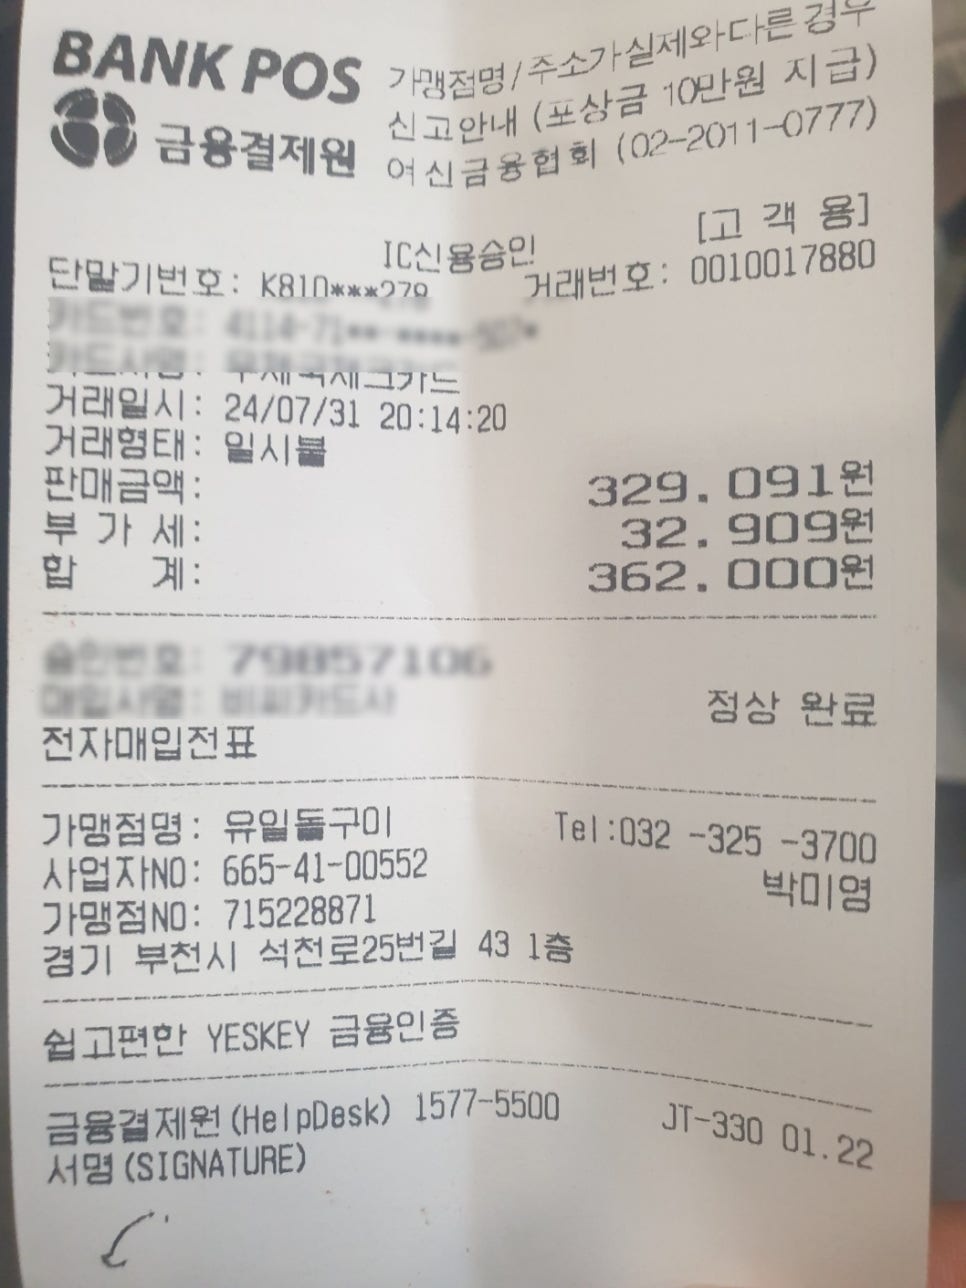 BANK POS
금융결제원
가맹점명/주소가실제와다른경우
신고안내 (포상금 10만원 지급)
여신금융협회 (02-2011-0777)
IC신용승인
[고 객 용]
단말기번호: K810***279
거래번호: 0010017880
거래일시: 24/07/31 20:14:20
거래형태: 일시불
판매금액: 329.091원
부 가 세: 32.909원
합 계: 362.000원
정상 완료
전자매입전표
가맹점명: 유일돌구이
Tel:032 -325 -3700
사업자NO: 665-41-00552
박미영
가맹점NO: 715228871
경기 부천시 석천로25번길 43 1층
쉽고편한 YESKEY 금융인증
금융결제원(HelpDesk) 1577-5500
JT-330 01.22
서명(SIGNATURE)